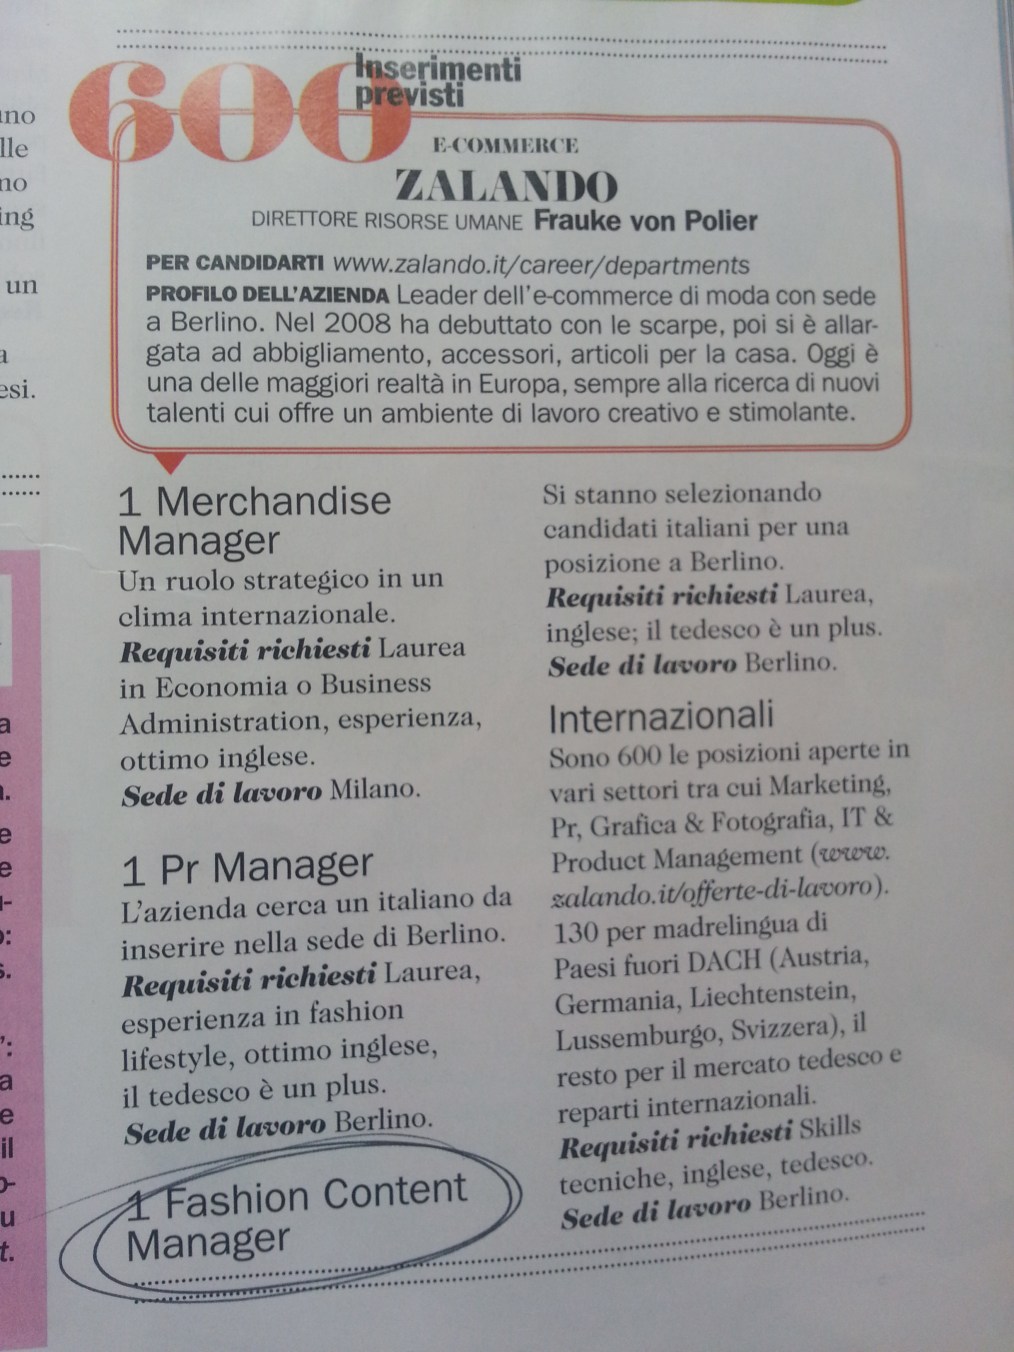 600 Inserimenti
previsti
E-COMMERCE
ZALANDO
DIRETTORE RISORSE UMANE Frauke von Polier
PER CANDIDARTI www.zalando.it/career/departments
PROFILO DELL'AZIENDA Leader dell'e-commerce di moda con sede
a Berlino. Nel 2008 ha debuttato con le scarpe, poi si è allar-
gata ad abbigliamento, accessori, articoli per la casa. Oggi è
una delle maggiori realtà in Europa, sempre alla ricerca di nuovi
talenti cui offre un ambiente di lavoro creativo e stimolante.
1 Merchandise
Manager
Un ruolo strategico in un
clima internazionale.
Requisiti richiesti Laurea
in Economia o Business
Administration, esperienza,
ottimo inglese.
Sede di lavoro Milano.
1 Pr Manager
L'azienda cerca un italiano da
inserire nella sede di Berlino.
Requisiti richiesti Laurea,
esperienza in fashion
lifestyle, ottimo inglese,
il tedesco è un plus.
Sede di lavoro Berlino.
1 Fashion Content
Manager
Si stanno selezionando
candidati italiani per una
posizione a Berlino.
Requisiti richiesti Laurea,
inglese; il tedesco è un plus.
Sede di lavoro Berlino.
Internazionali
Sono 600 le posizioni aperte in
vari settori tra cui Marketing,
Pr, Grafica & Fotografia, IT &
Product Management (www.
zalando.it/offerte-di-lavoro).
130 per madrelingua di
Paesi fuori DACH (Austria,
Germania, Liechtenstein,
Lussemburgo, Svizzera), il
resto per il mercato tedesco e
reparti internazionali.
Requisiti richiesti Skills
tecniche, inglese, tedesco.
Sede di lavoro Berlino.